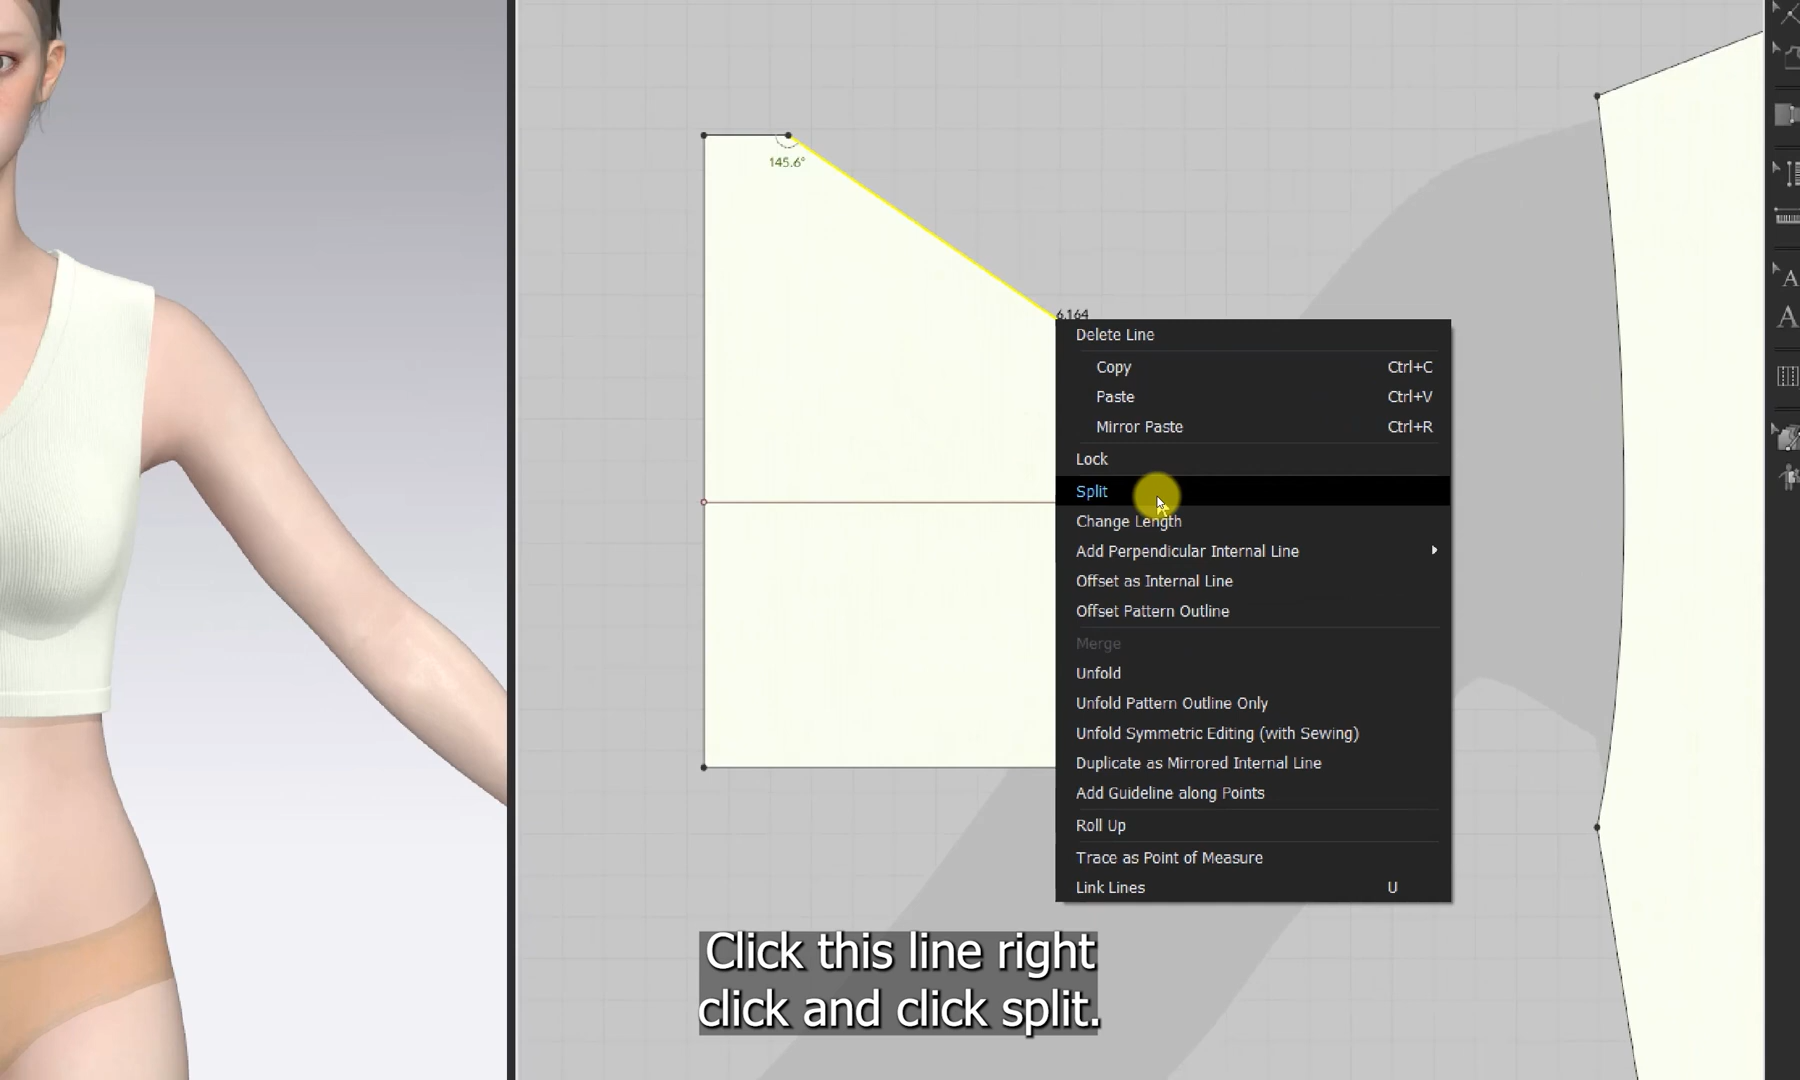 145.6°
6.164
Delete Line
Copy Ctrl+C
Paste Ctrl+V
Mirror Paste Ctrl+R
Lock
Split
Change Length
Add Perpendicular Internal Line
Offset as Internal Line
Offset Pattern Outline
Merge
Unfold
Unfold Pattern Outline Only
Unfold Symmetric Editing (with Sewing)
Duplicate as Mirrored Internal Line
Add Guideline along Points
Roll Up
Trace as Point of Measure
Link Lines U
Click this line right
click and click split.